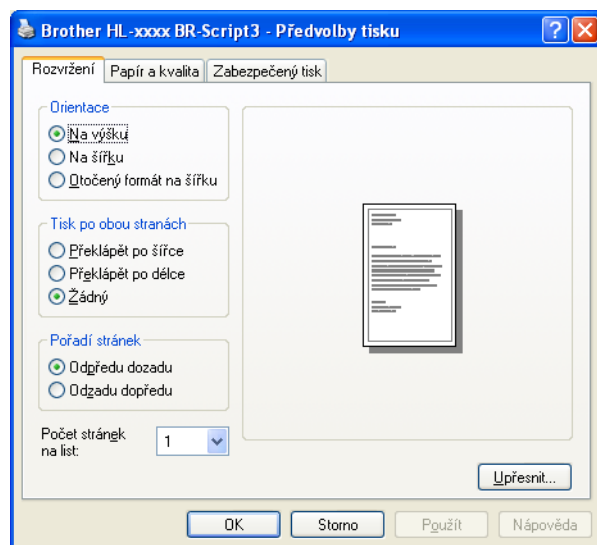 Brother HL-xxxx BR-Script3 - Předvolby tisku
Rozvržení
Papír a kvalita
Zabezpečený tisk
Orientace
Na výšku
Na šířku
Otočený formát na šířku
Tisk po obou stranách
Překlápět po šířce
Překlápět po délce
Žádný
Pořadí stránek
Odpředu dozadu
Odzadu dopředu
Počet stránek
na list:
1
Upřesnit...
OK
Storno
Použít
Nápověda